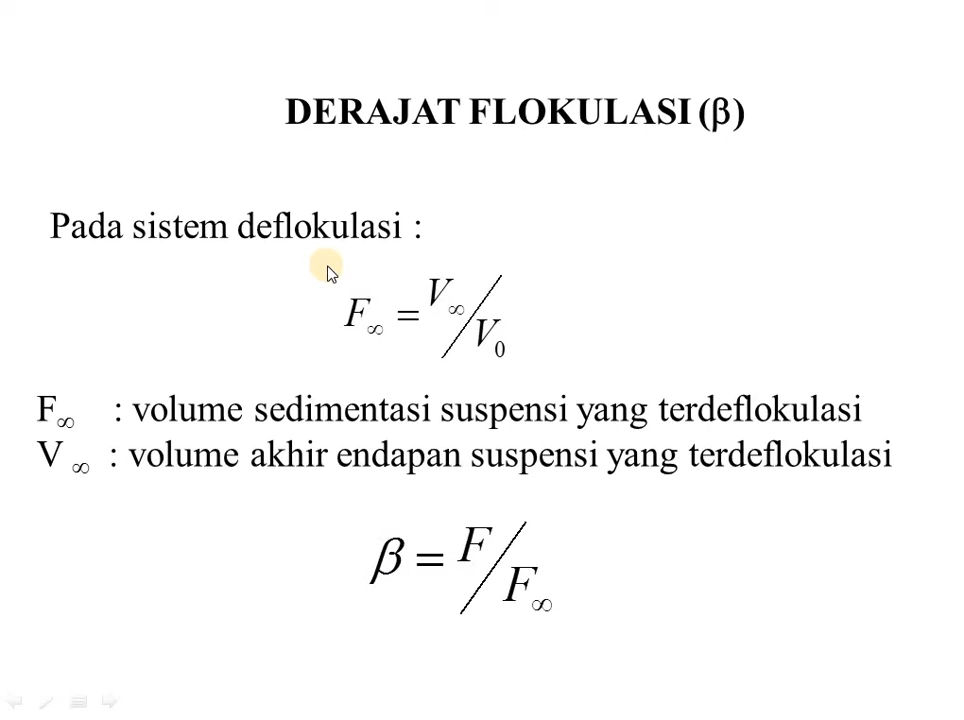 DERAJAT FLOKULASI (β)
Pada sistem deflokulasi :
F∞ = V∞/V0
F∞ : volume sedimentasi suspensi yang terdeflokulasi
V ∞ : volume akhir endapan suspensi yang terdeflokulasi
β = F/F∞